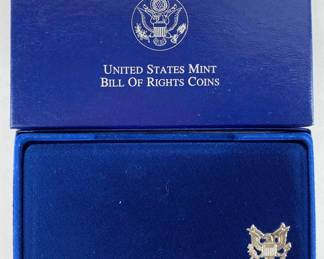 United States Mint
Bill Of Rights Coins